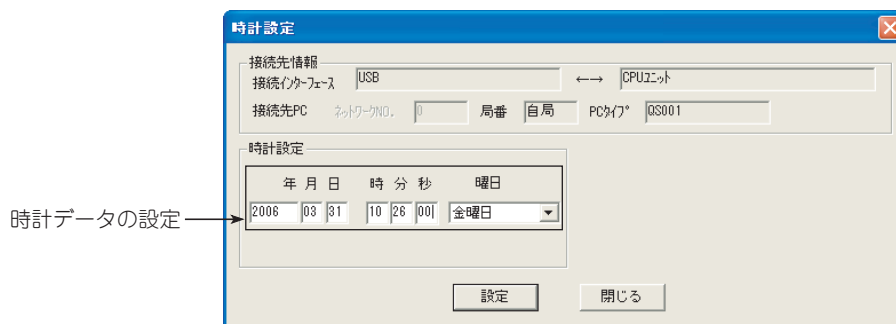 時計設定
接続先情報
接続インターフェース USB ←→ CPUユニット
接続先PC ネットワークNO. 0 局番 自局 PCタイプ QS001
時計設定
年 月 日 時 分 秒 曜日
2006 03 31 10 26 00 金曜日
時計データの設定
設定 閉じる